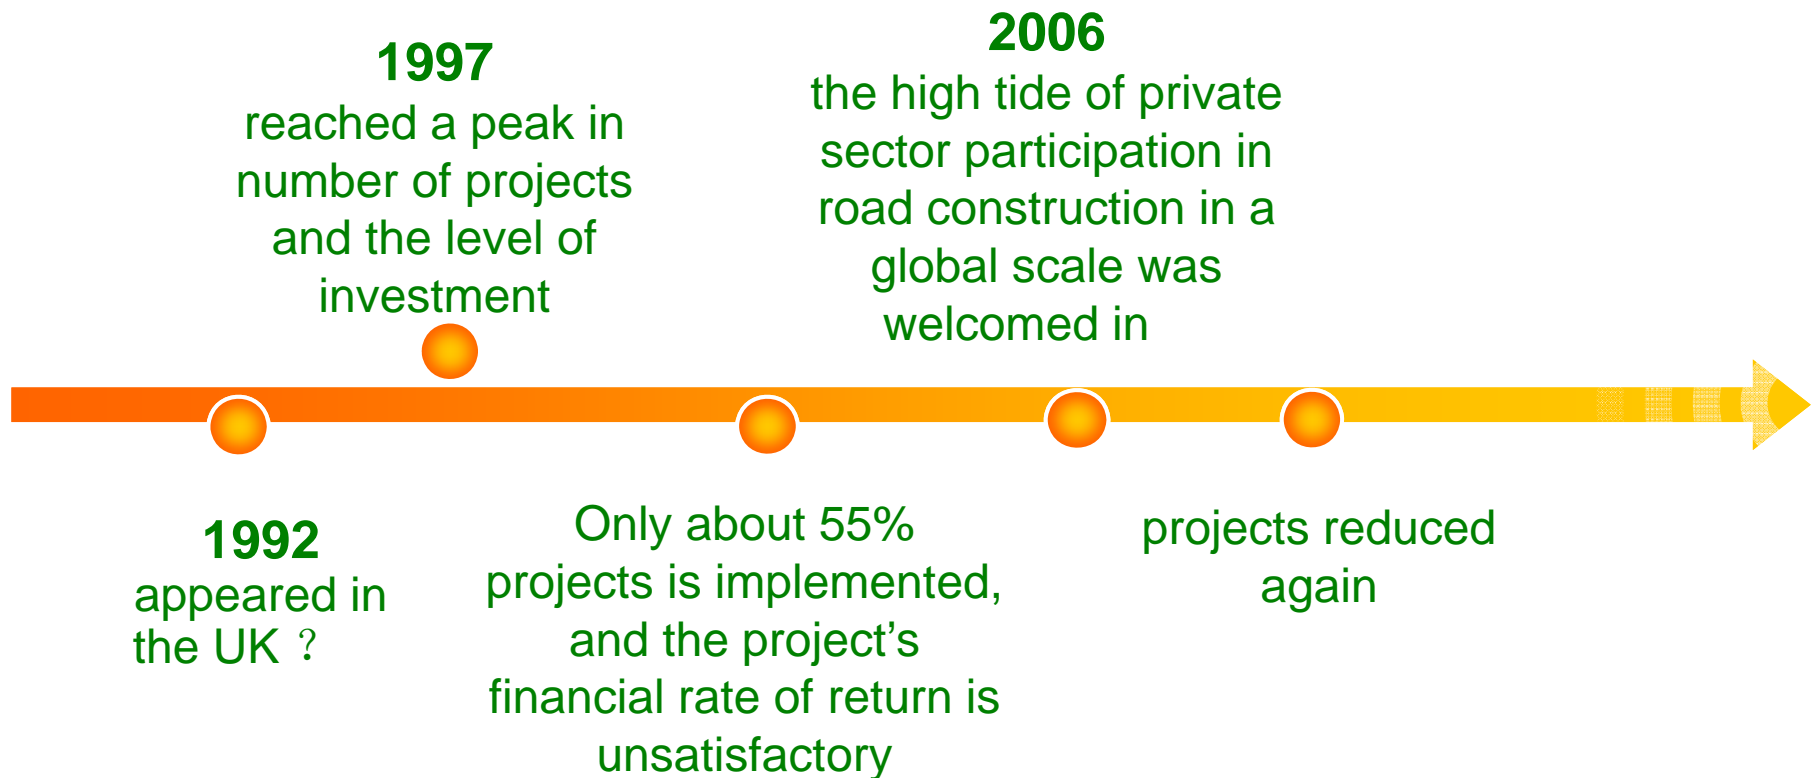 1992
appeared in
the UK ？
1997
reached a peak in
number of projects
and the level of
investment
Only about 55%
projects is implemented,
and the project's
financial rate of return is
unsatisfactory
2006
the high tide of private
sector participation in
road construction in a
global scale was
welcomed in
projects reduced
again